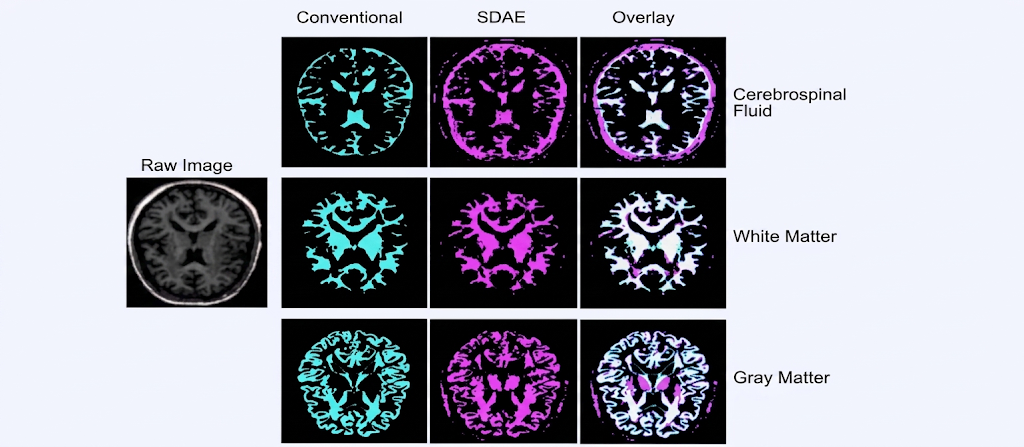 Conventional
SDAE
Overlay
Cerebrospinal
Fluid
Raw Image
White Matter
Gray Matter